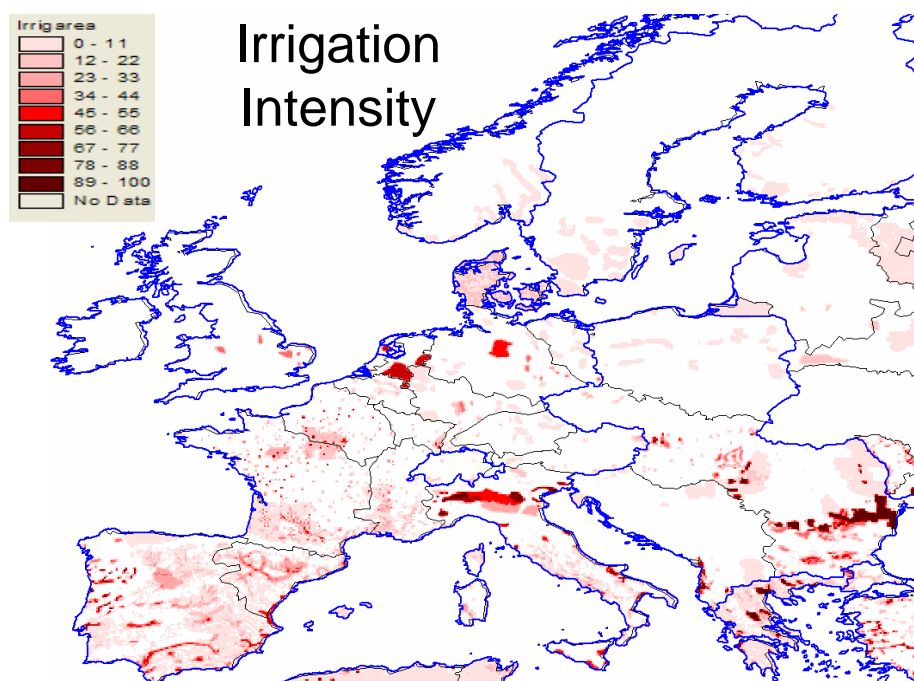 Irrigarea
0 - 11
12 - 22
23 - 33
34 - 44
45 - 55
56 - 66
67 - 77
78 - 88
89 - 100
No Data
Irrigation
Intensity